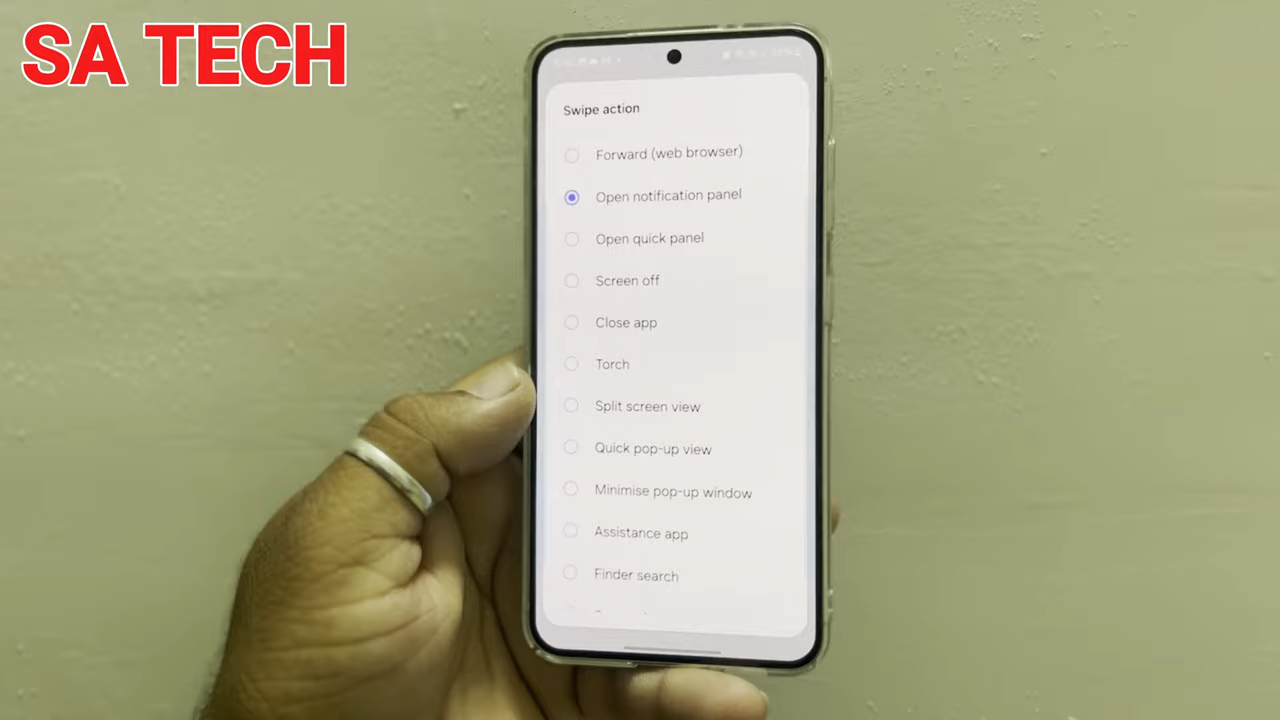 SA TECH
Swipe action
Forward (web browser)
Open notification panel
Open quick panel
Screen off
Close app
Torch
Split screen view
Quick pop-up view
Minimise pop-up window
Assistance app
Finder search